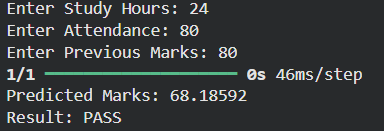 Enter Study Hours: 24
Enter Attendance: 80
Enter Previous Marks: 80
1/1 ━━━━━━━━━━━━━━━━━━━━ 0s 46ms/step
Predicted Marks: 68.18592
Result: PASS